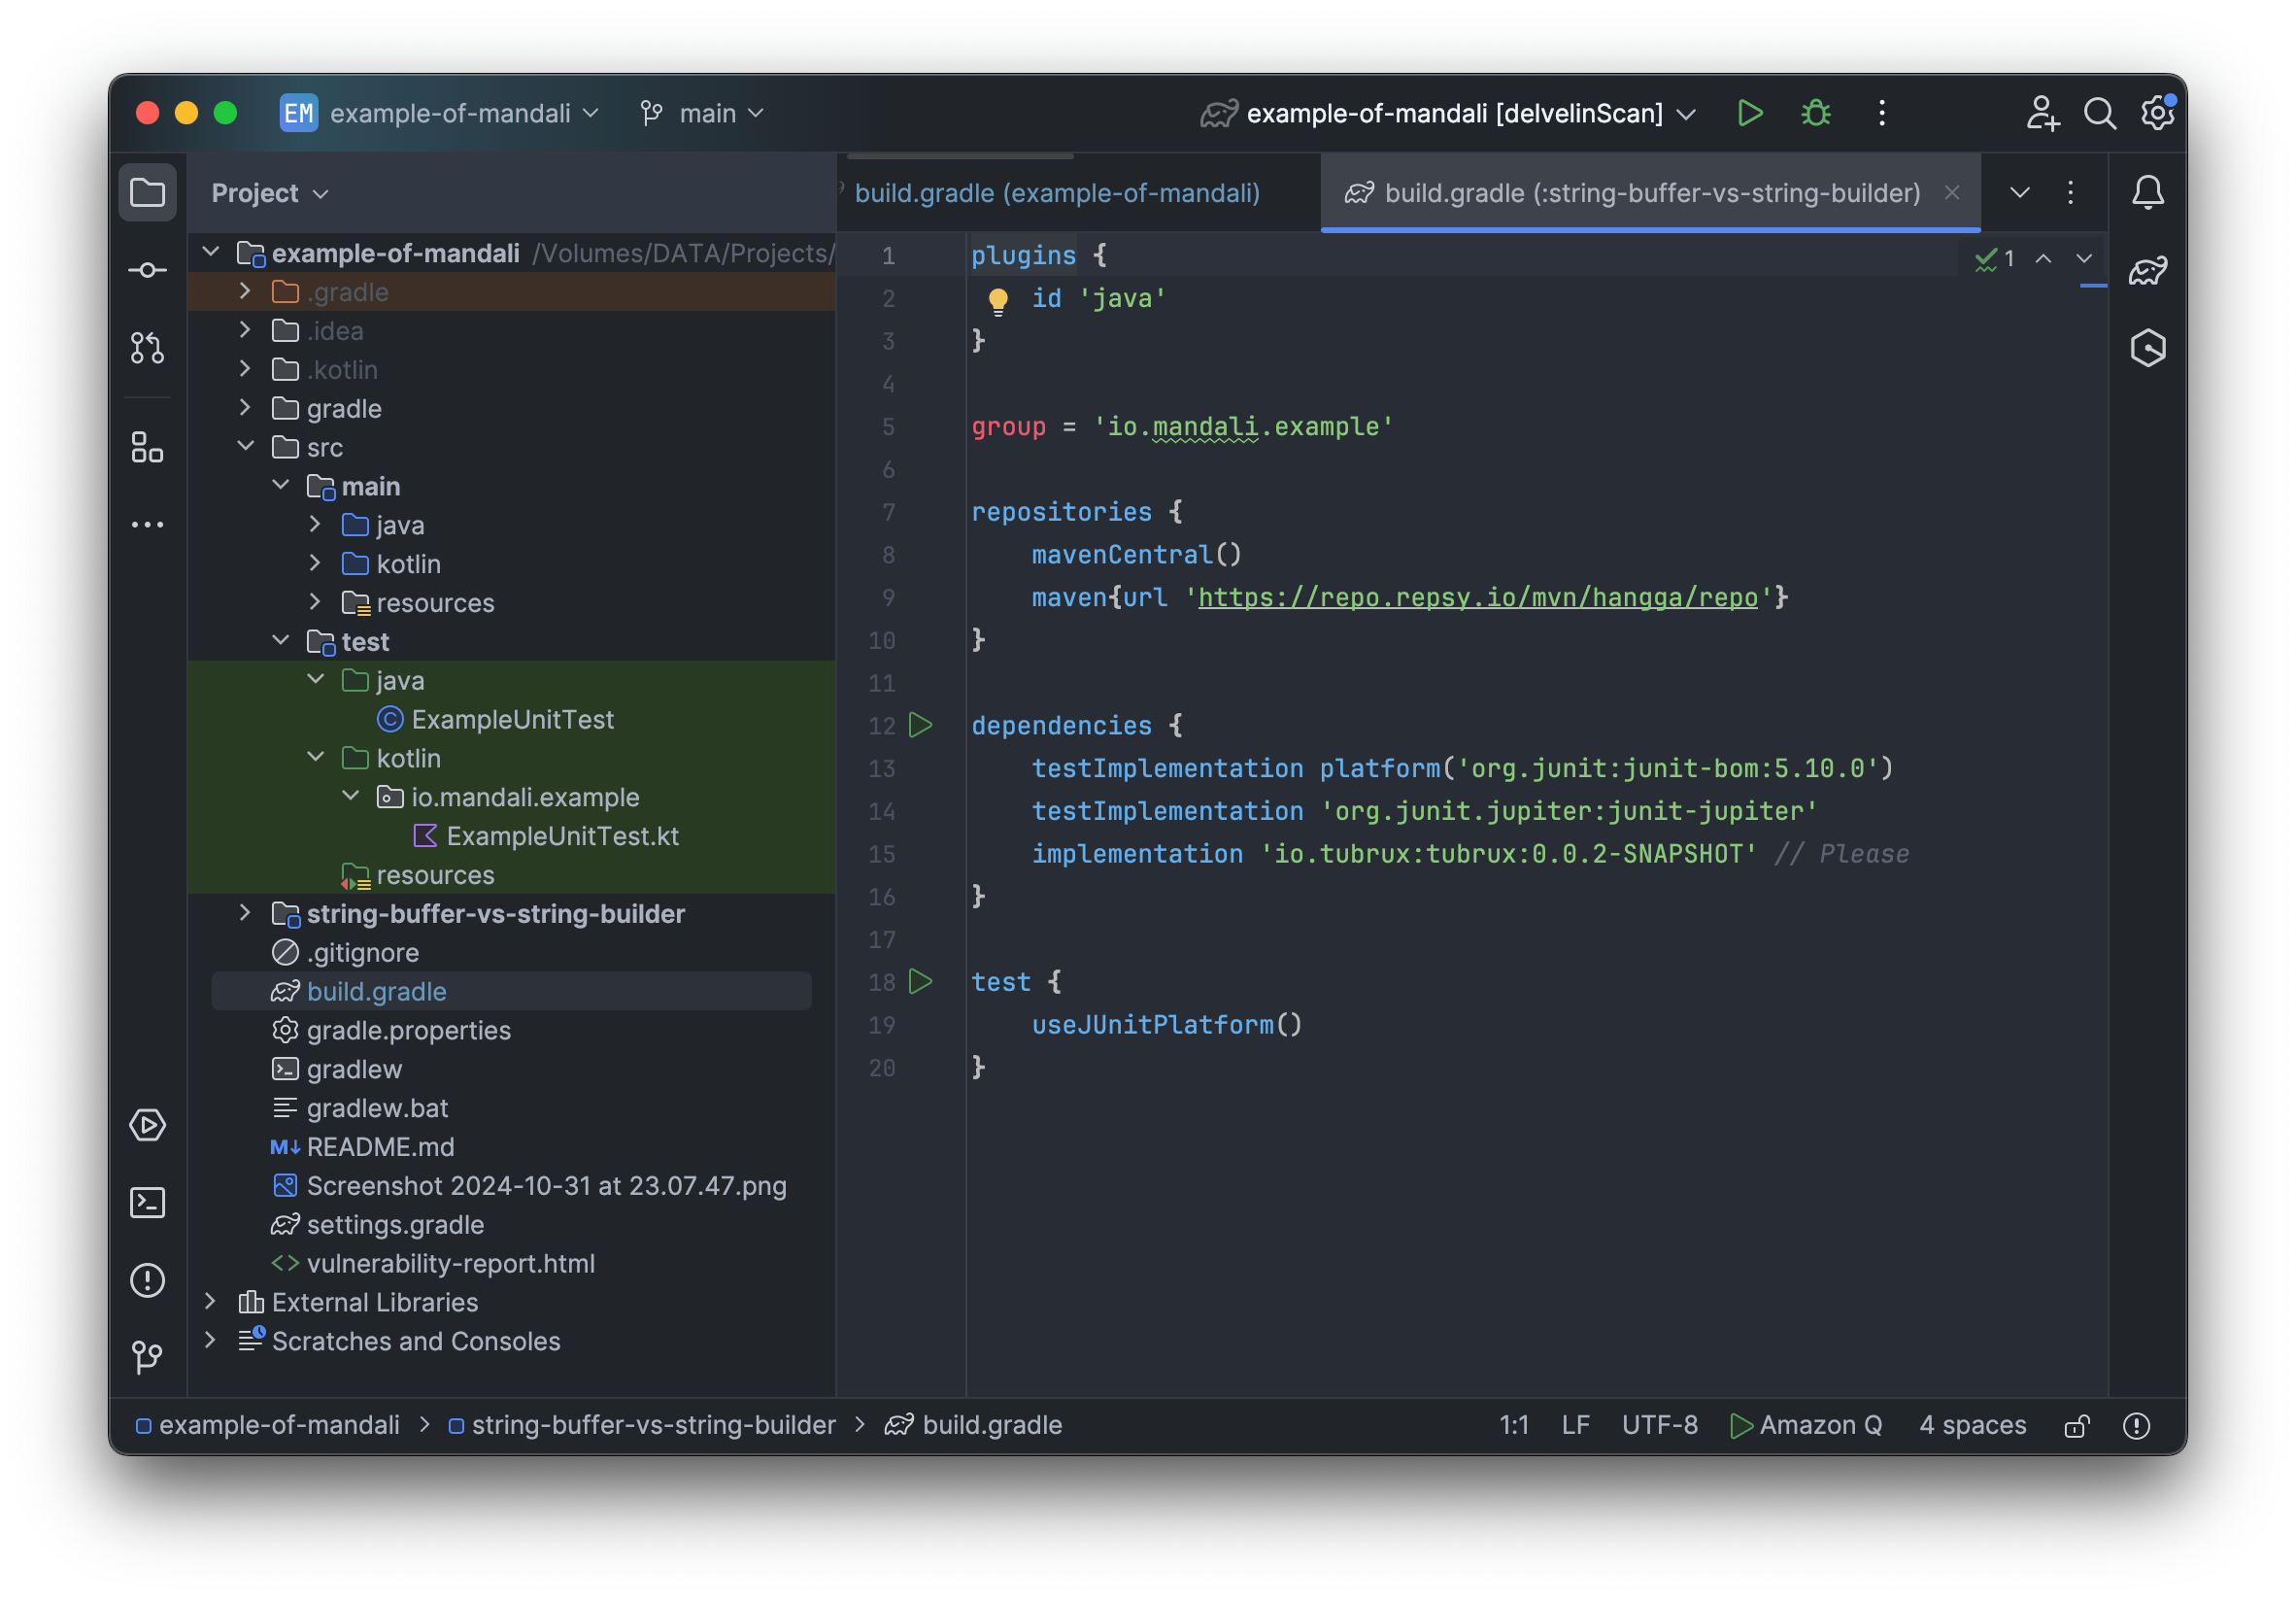 EM example-of-mandali main example-of-mandali [delvelinScan]
Project
build.gradle (example-of-mandali) build.gradle (:string-buffer-vs-string-builder)
example-of-mandali /Volumes/DATA/Projects/
.gradle
.idea
.kotlin
gradle
src
main
java
kotlin
resources
test
java
ExampleUnitTest
kotlin
io.mandali.example
ExampleUnitTest.kt
resources
string-buffer-vs-string-builder
.gitignore
build.gradle
gradle.properties
gradlew
gradlew.bat
M↓ README.md
Screenshot 2024-10-31 at 23.07.47.png
settings.gradle
<> vulnerability-report.html
External Libraries
Scratches and Consoles
1 plugins {
1
2 id 'java'
3 }
4
5 group = 'io.mandali.example'
6
7 repositories {
8 mavenCentral()
9 maven{url 'https://repo.repsy.io/mvn/hangga/repo'}
10 }
11
12 dependencies {
13 testImplementation platform('org.junit:junit-bom:5.10.0')
14 testImplementation 'org.junit.jupiter:junit-jupiter'
15 implementation 'io.tubrux:tubrux:0.0.2-SNAPSHOT' // Please
16 }
17
18 test {
19 useJUnitPlatform()
20 }
example-of-mandali > string-buffer-vs-string-builder > build.gradle
1:1 LF UTF-8 Amazon Q 4 spaces